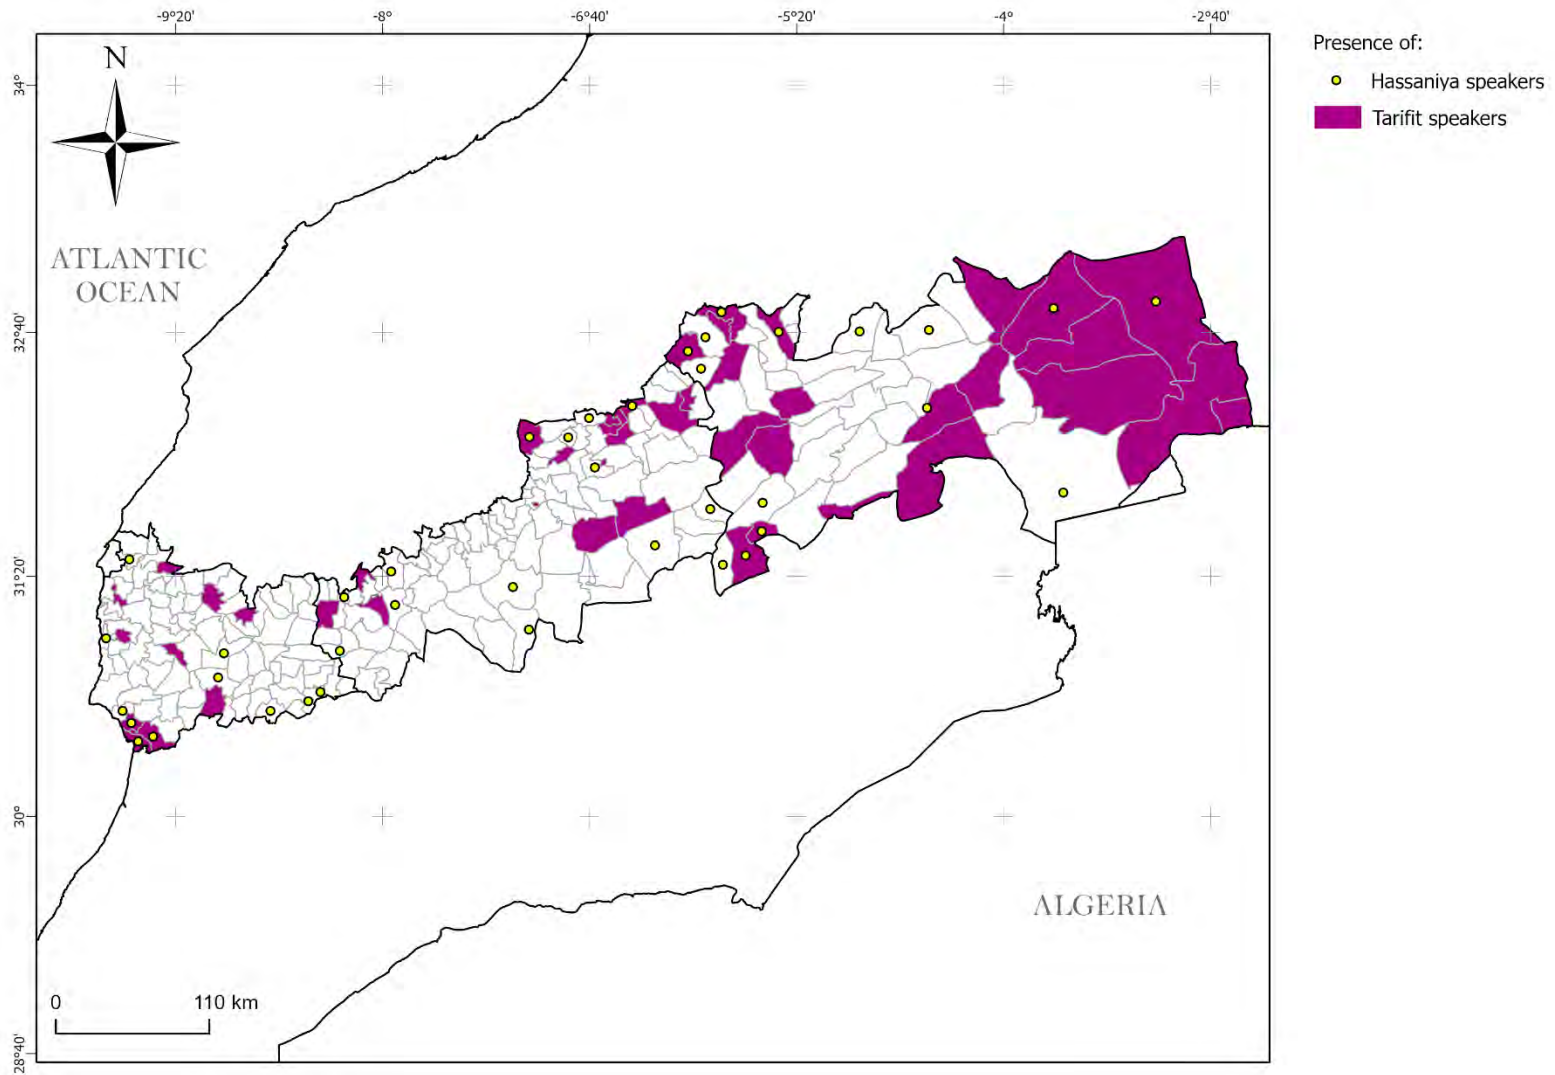 -9°20'
-8°
-6°40'
-5°20'
-4°
-2°40'
Presence of:
Hassaniya speakers
Tarifit speakers
N
34°
ATLANTIC
OCEAN
32°40'
31°20'
30°
ALGERIA
0
110 km
28°40'